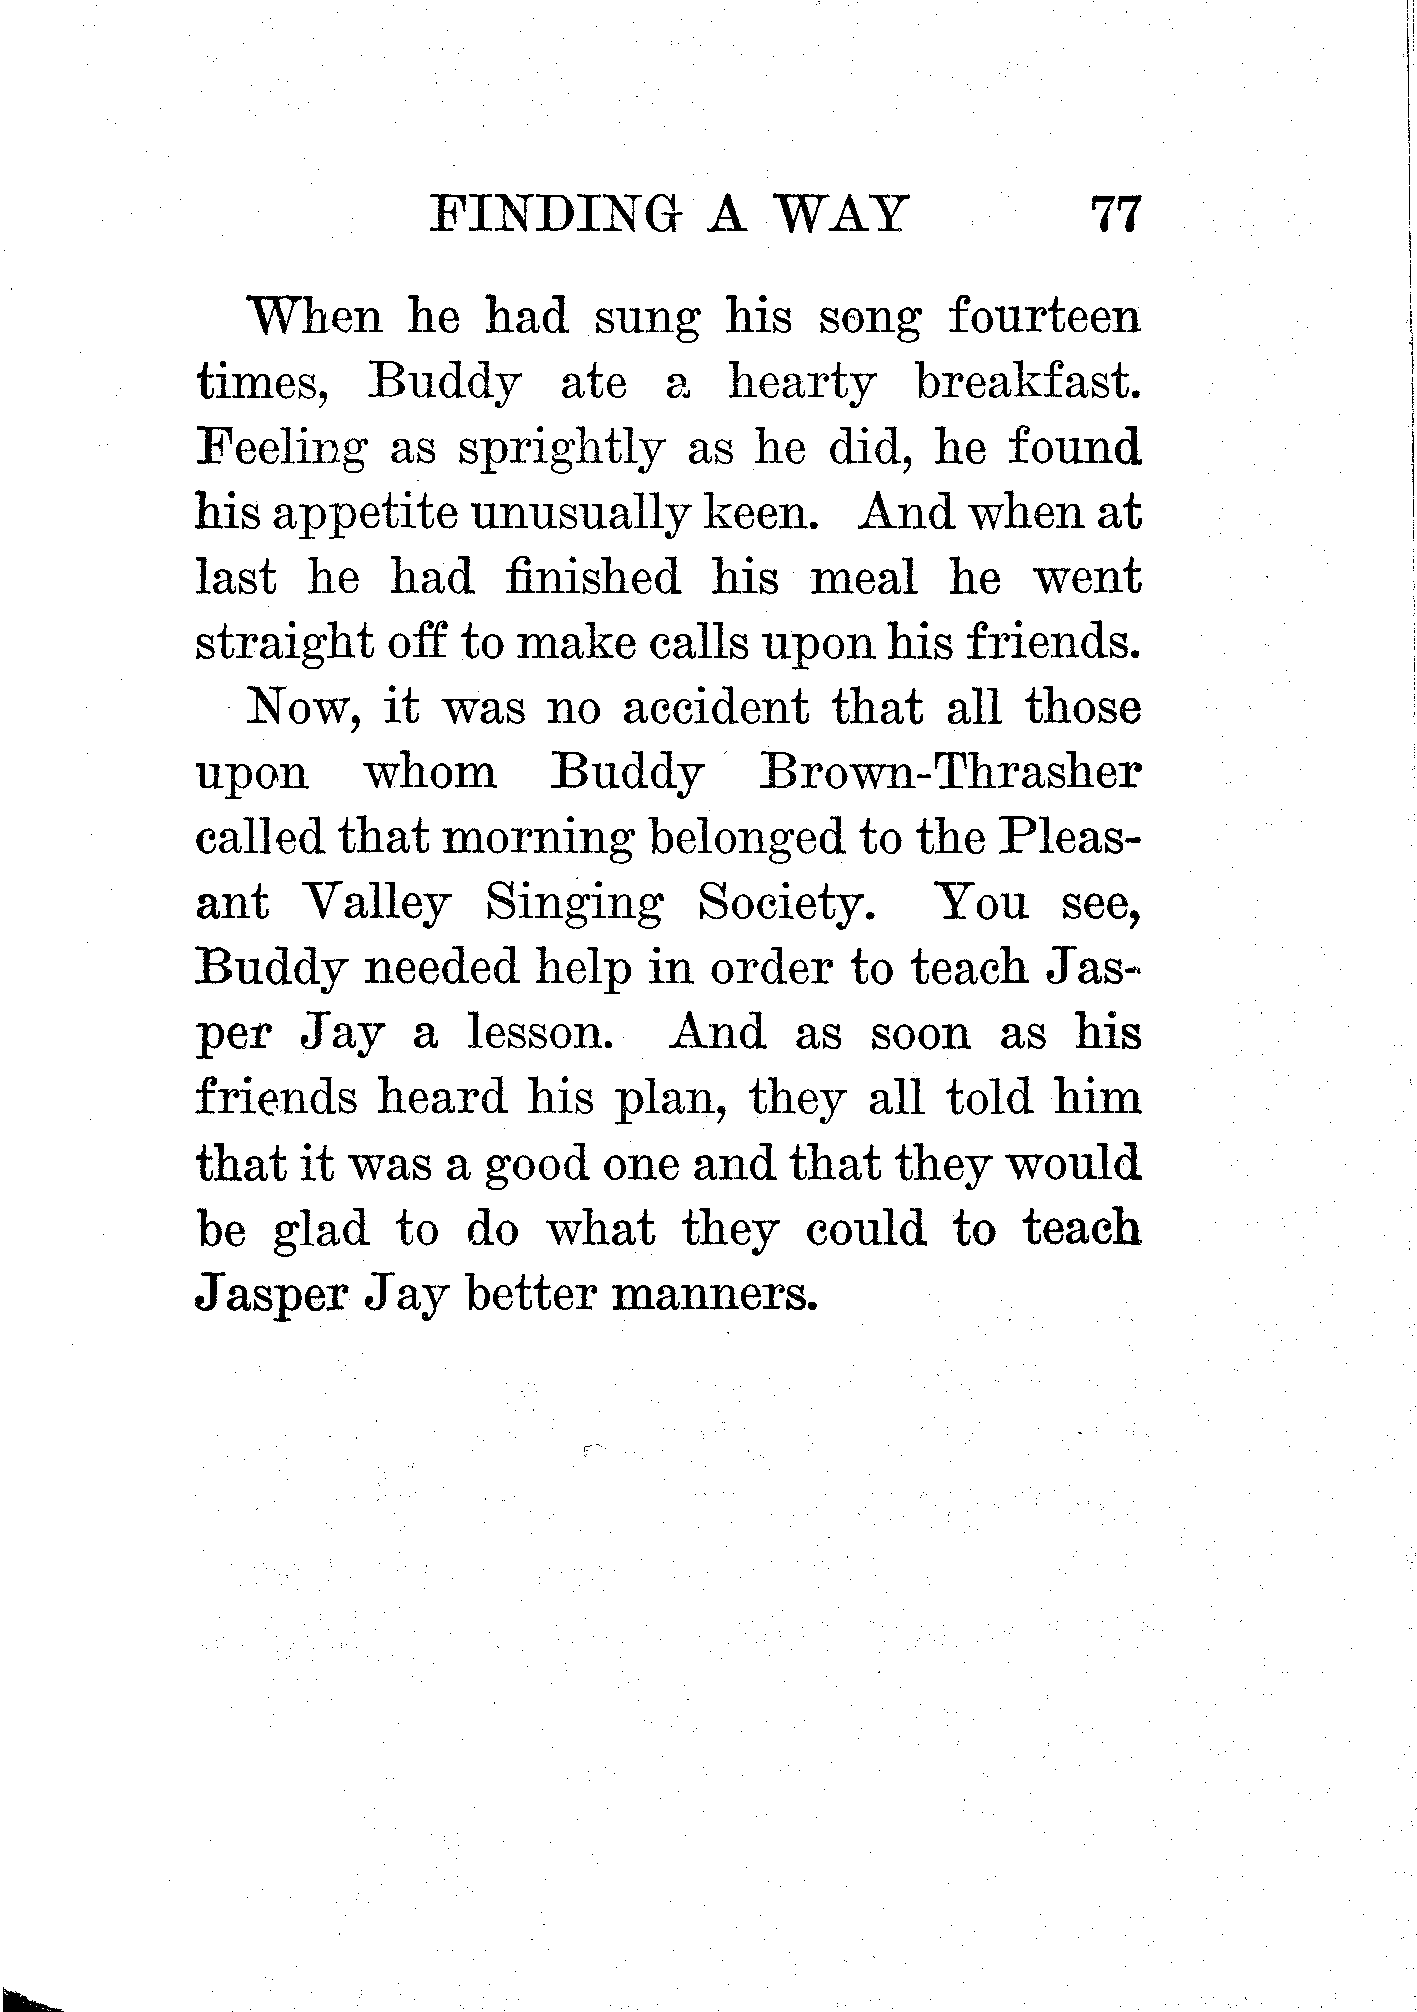 FINDING A WAY 77
When he had sung his song fourteen
times, Buddy ate a hearty breakfast.
Feeling as sprightly as he did, he found
his appetite unusually keen. And when at
last he had finished his meal he went
straight off to make calls upon his friends.
Now, it was no accident that all those
upon whom Buddy Brown-Thrasher
called that morning belonged to the Pleas-
ant Valley Singing Society. You see,
Buddy needed help in order to teach Jas-
per Jay a lesson. And as soon as his
friends heard his plan, they all told him
that it was a good one and that they would
be glad to do what they could to teach
Jasper Jay better manners.